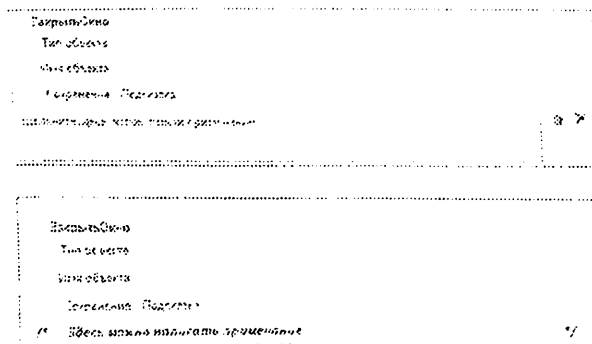 ЗакрытьОкно
Тип объекта
Имя объекта
Сохранение Подсказка
ЗакрытьОкно
Тип объекта
Имя объекта
Сохранение Подсказка
/* Здесь можно написать примечание */